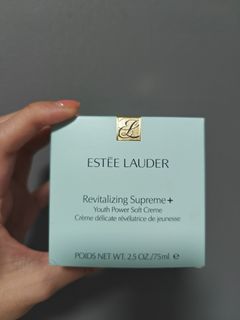 ESTĒE LAUDER
Revitalizing Supreme+
Youth Power Soft Creme
Crème délicate révélatrice de jeunesse
POIDS NET WT. 2.5 OZ./75ml ℮